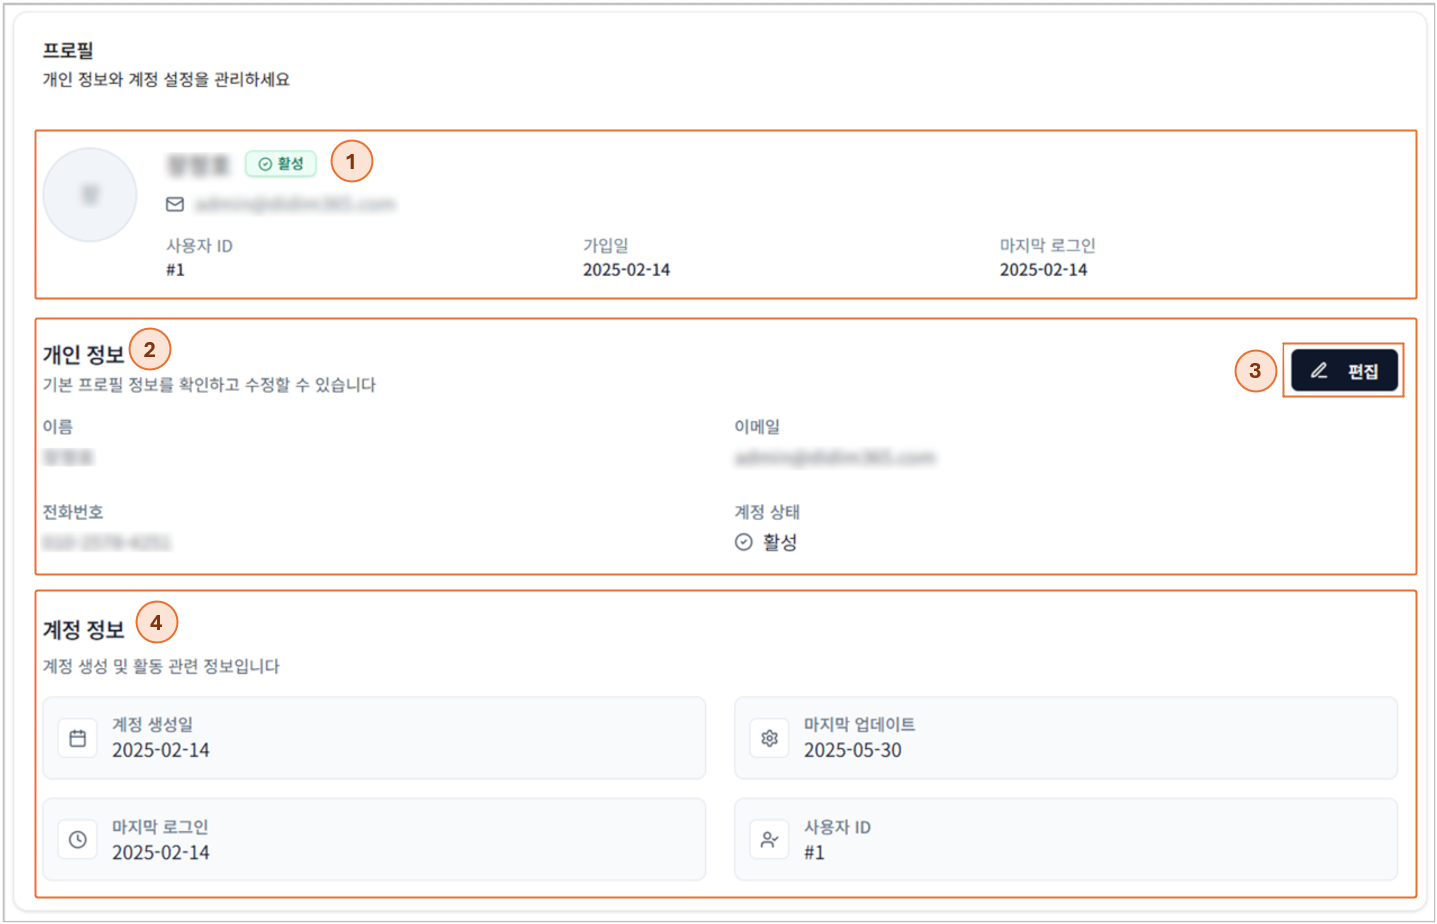 프로필
개인 정보와 계정 설정을 관리하세요
활성
1
사용자 ID
#1
가입일
2025-02-14
마지막 로그인
2025-02-14
개인 정보
2
기본 프로필 정보를 확인하고 수정할 수 있습니다
3
편집
이름
이메일
전화번호
계정 상태
활성
계정 정보
4
계정 생성 및 활동 관련 정보입니다
계정 생성일
2025-02-14
마지막 업데이트
2025-05-30
마지막 로그인
2025-02-14
사용자 ID
#1